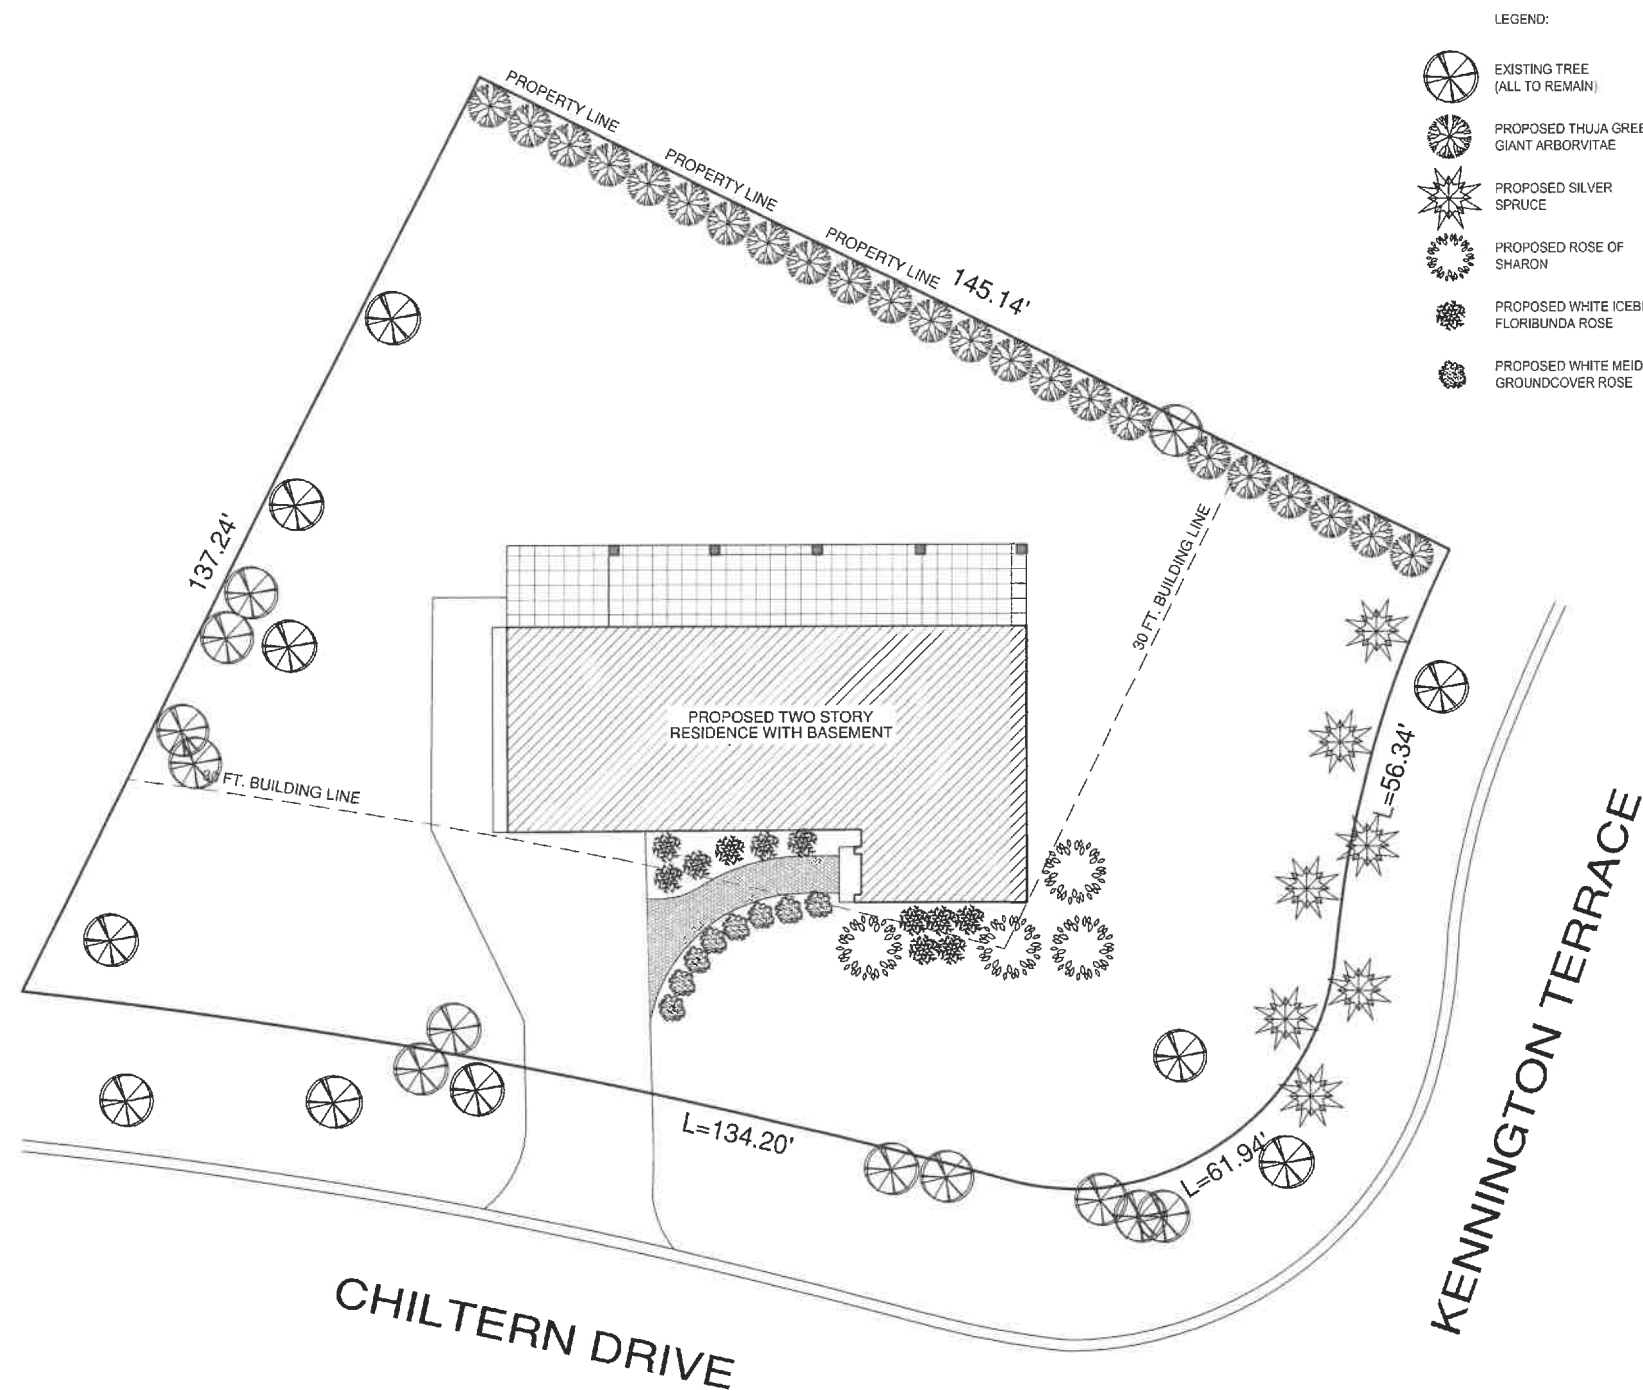 LEGEND:
EXISTING TREE
(ALL TO REMAIN)
PROPOSED THUJA GREE
GIANT ARBORVITAE
PROPOSED SILVER
SPRUCE
PROPOSED ROSE OF
SHARON
PROPOSED WHITE ICEB
FLORIBUNDA ROSE
PROPOSED WHITE MEID
GROUNDCOVER ROSE
PROPERTY LINE
PROPERTY LINE
PROPERTY LINE
145.14'
137.24'
30 FT. BUILDING LINE
PROPOSED TWO STORY
RESIDENCE WITH BASEMENT
30 FT. BUILDING LINE
L=56.34'
L=134.20'
L=61.94'
KENNINGTON TERRACE
CHILTERN DRIVE